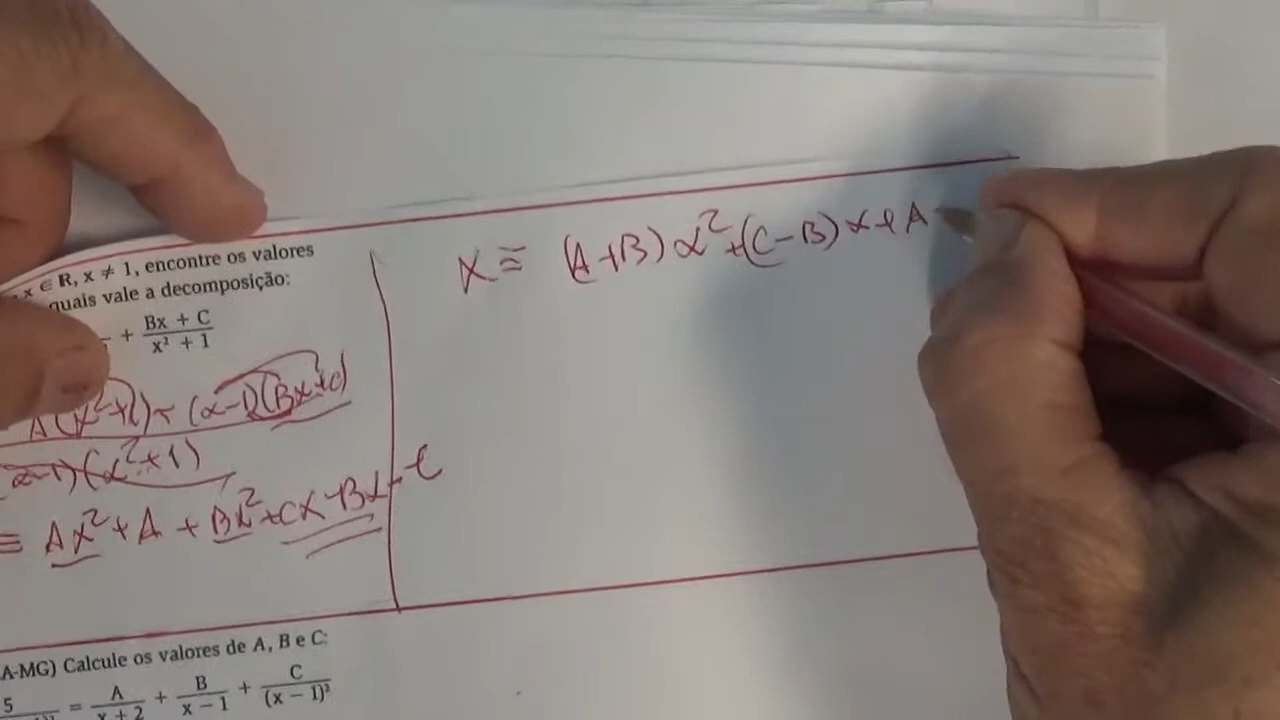 x ∈ R, x ≠ 1, encontre os valores
quais vale a decomposição:
+ Bx + C / x² + 1
A(x²+1)+(x-1)(Bx+C)
(x-1)(x²+1)
≡ Ax²+A+Bx²+Cx-Bx-C
x ≡ (A+B)x²+(C-B)x+A
A-MG) Calcule os valores de A, B e C:
5 = A / x + 2 + B / x − 1 + C / (x − 1)²